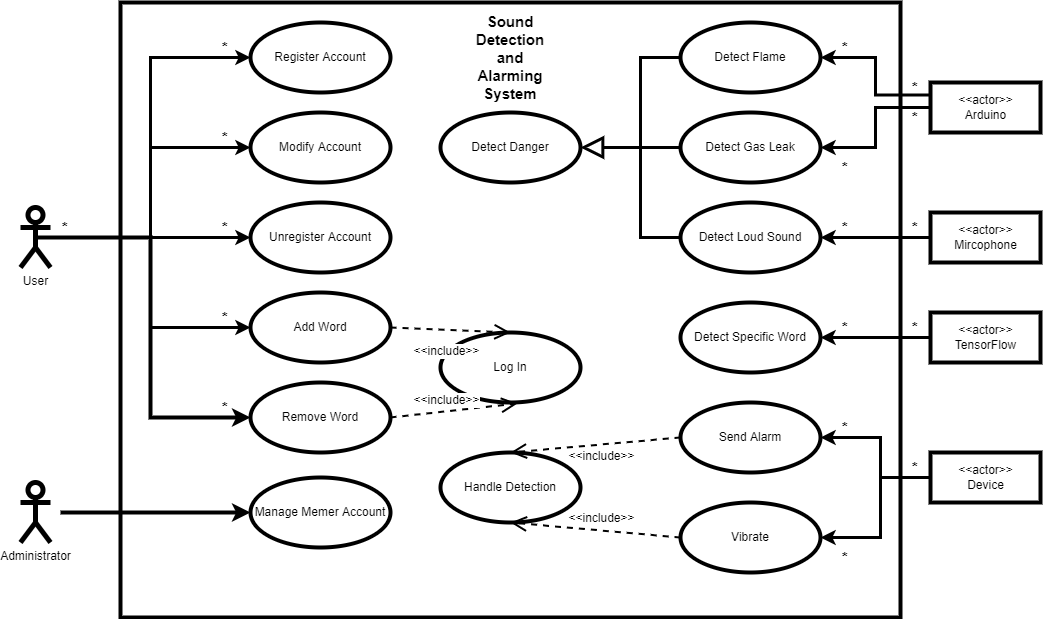 Sound
Detection
and
Alarming
System
*
Register Account
*
Modify Account
*
Unregister Account
*
Add Word
*
Remove Word
Manage Memer Account
*
User
Administrator
Detect Danger
<<include>>
Log In
<<include>>
Handle Detection
<<include>>
<<include>>
Detect Flame
*
Detect Gas Leak
*
Detect Loud Sound
*
Detect Specific Word
*
Send Alarm
*
Vibrate
*
*
*
<<actor>>
Arduino
*
<<actor>>
Mircophone
*
<<actor>>
TensorFlow
*
<<actor>>
Device